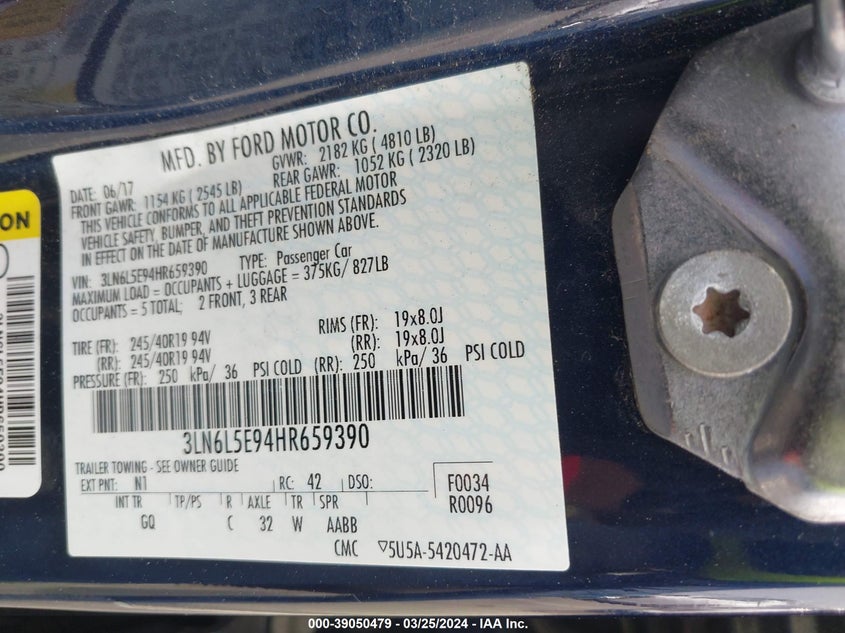 MFD. BY FORD MOTOR CO.
DATE: 06/17 GVWR: 2182 KG ( 4810 LB)
FRONT GAWR: 1154 KG ( 2545 LB) REAR GAWR: 1052 KG ( 2320 LB)
THIS VEHICLE CONFORMS TO ALL APPLICABLE FEDERAL MOTOR
VEHICLE SAFETY, BUMPER, AND THEFT PREVENTION STANDARDS
IN EFFECT ON THE DATE OF MANUFACTURE SHOWN ABOVE.
VIN: 3LN6L5E94HR659390 TYPE: Passenger Car
MAXIMUM LOAD = OCCUPANTS + LUGGAGE = 375KG/ 827LB
OCCUPANTS = 5 TOTAL; 2 FRONT, 3 REAR
TIRE (FR): 245/40R19 94V RIMS (FR): 19x8.0J
(RR): 245/40R19 94V (RR): 19x8.0J
PRESSURE (FR): 250 kPa/ 36 PSI COLD (RR): 250 kPa/ 36 PSI COLD
3LN6L5E94HR659390
TRAILER TOWING - SEE OWNER GUIDE
EXT PNT: N1 RC: 42 DSO: F0034
INT TR TP/PS R AXLE TR SPR R0096
GQ C 32 W AABB
CMC ▽5U5A-5420472-AA
ON
000-39050479 - 03/25/2024 - IAA Inc.